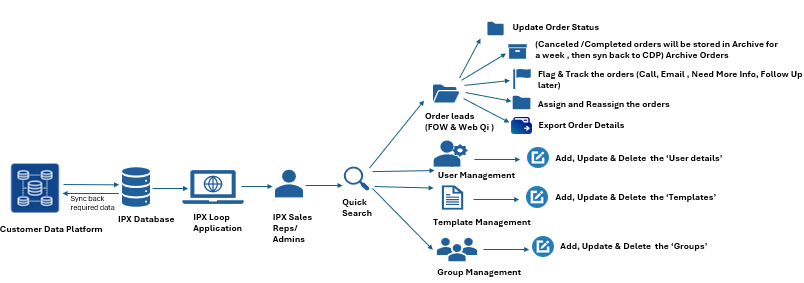 Update Order Status
(Canceled /Completed orders will be stored in Archive for
a week , then syn back to CDP) Archive Orders
Flag & Track the orders (Call, Email , Need More Info, Follow Up
later)
Assign and Reassign the orders
Export Order Details
Order leads
(FOW & Web Qi )
User Management
Add, Update & Delete the ‘User details’
Template Management
Add, Update & Delete the ‘Templates’
Group Management
Add, Update & Delete the ‘Groups’
Customer Data Platform
Sync back
required data
IPX Database
IPX Loop
Application
IPX Sales
Reps/
Admins
Quick
Search